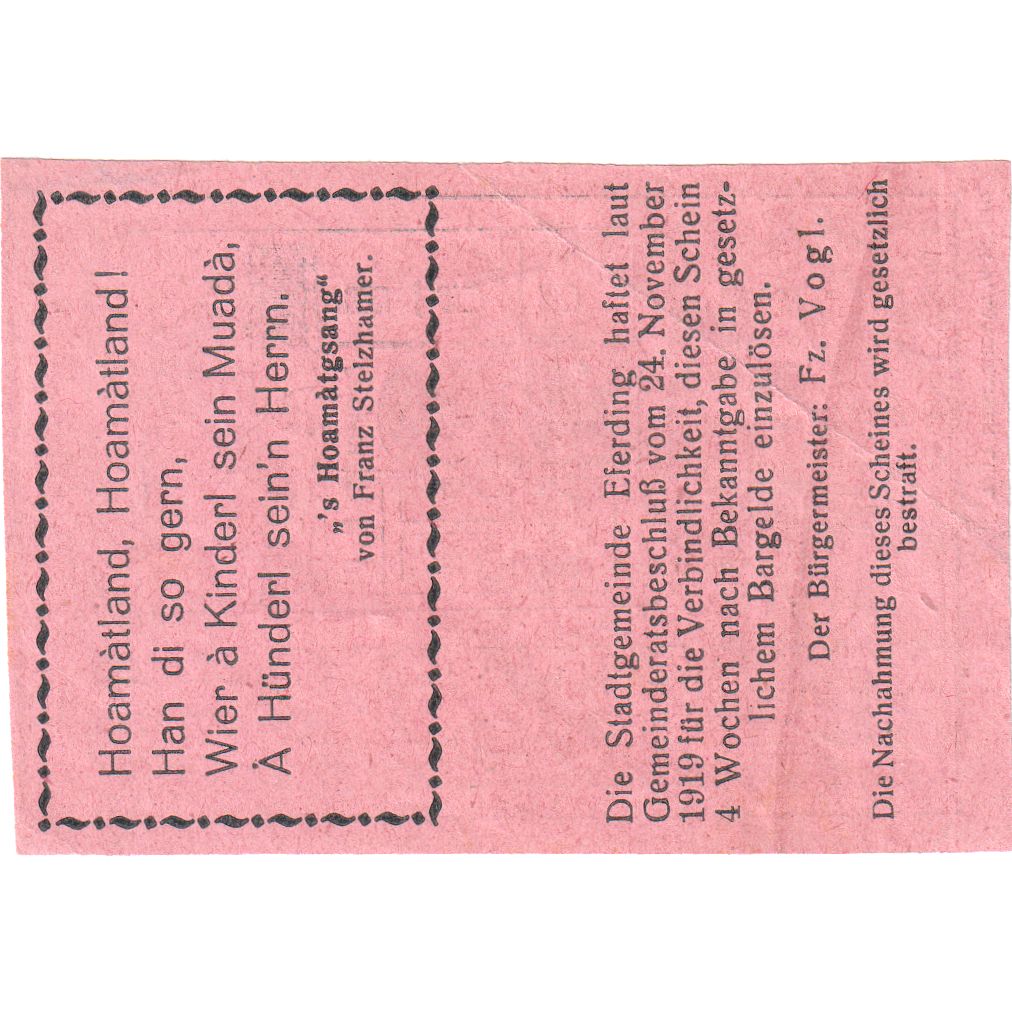 Hoamàtland, Hoamàtland!
Han di so gern,
Wier à Kinderl sein Muadà,
À Hünderl sein'n Herrn.
„'s Hoamàtgsang“
von Franz Stelzhamer.
Die Stadtgemeinde Eferding haftet laut
Gemeinderatsbeschluß vom 24. November
1919 für die Verbindlichkeit, diesen Schein
4 Wochen nach Bekanntgabe in gesetz-
lichem Bargelde einzulösen.
Der Bürgermeister: Fz. Vogl.
Die Nachahmung dieses Scheines wird gesetzlich
bestraft.